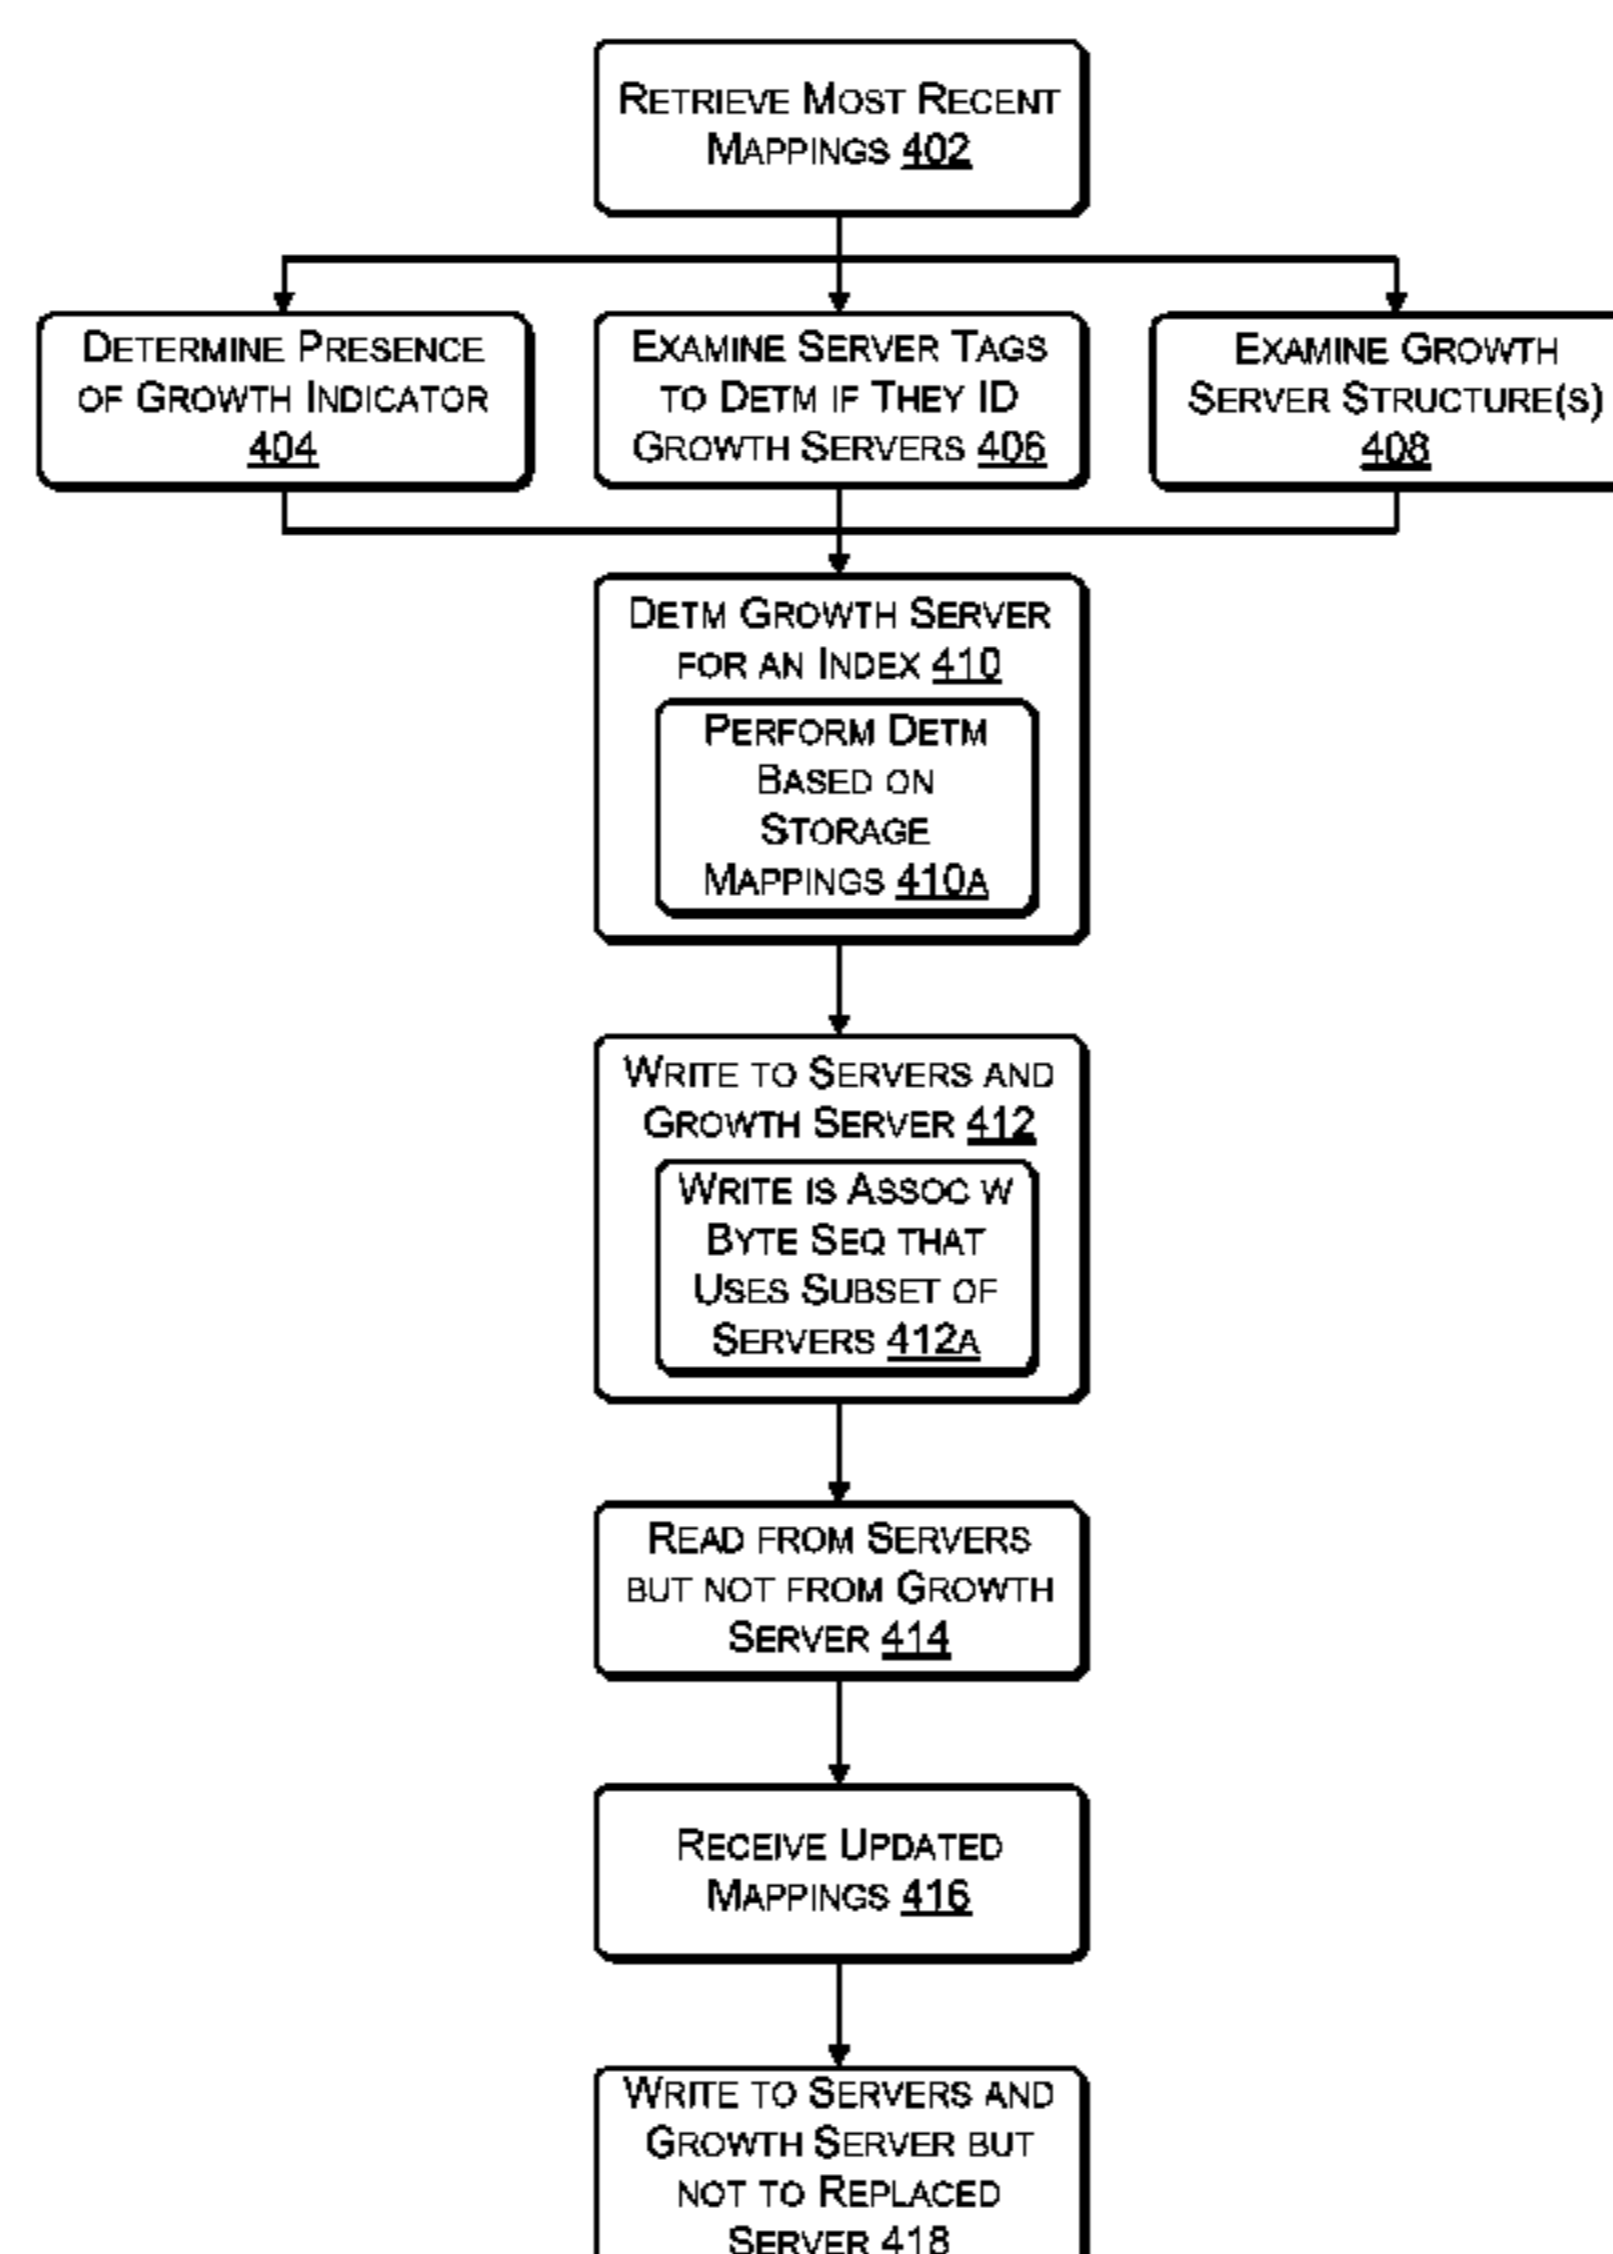 RETRIEVE MOST RECENT
MAPPINGS 402
DETERMINE PRESENCE
OF GROWTH INDICATOR
404
EXAMINE SERVER TAGS
TO DETM IF THEY ID
GROWTH SERVERS 406
EXAMINE GROWTH
SERVER STRUCTURE(S)
408
DETM GROWTH SERVER
FOR AN INDEX 410
PERFORM DETM
BASED ON
STORAGE
MAPPINGS 410A
WRITE TO SERVERS AND
GROWTH SERVER 412
WRITE IS ASSOC W
BYTE SEQ THAT
USES SUBSET OF
SERVERS 412A
READ FROM SERVERS
BUT NOT FROM GROWTH
SERVER 414
RECEIVE UPDATED
MAPPINGS 416
WRITE TO SERVERS AND
GROWTH SERVER BUT
NOT TO REPLACED
SERVER 418